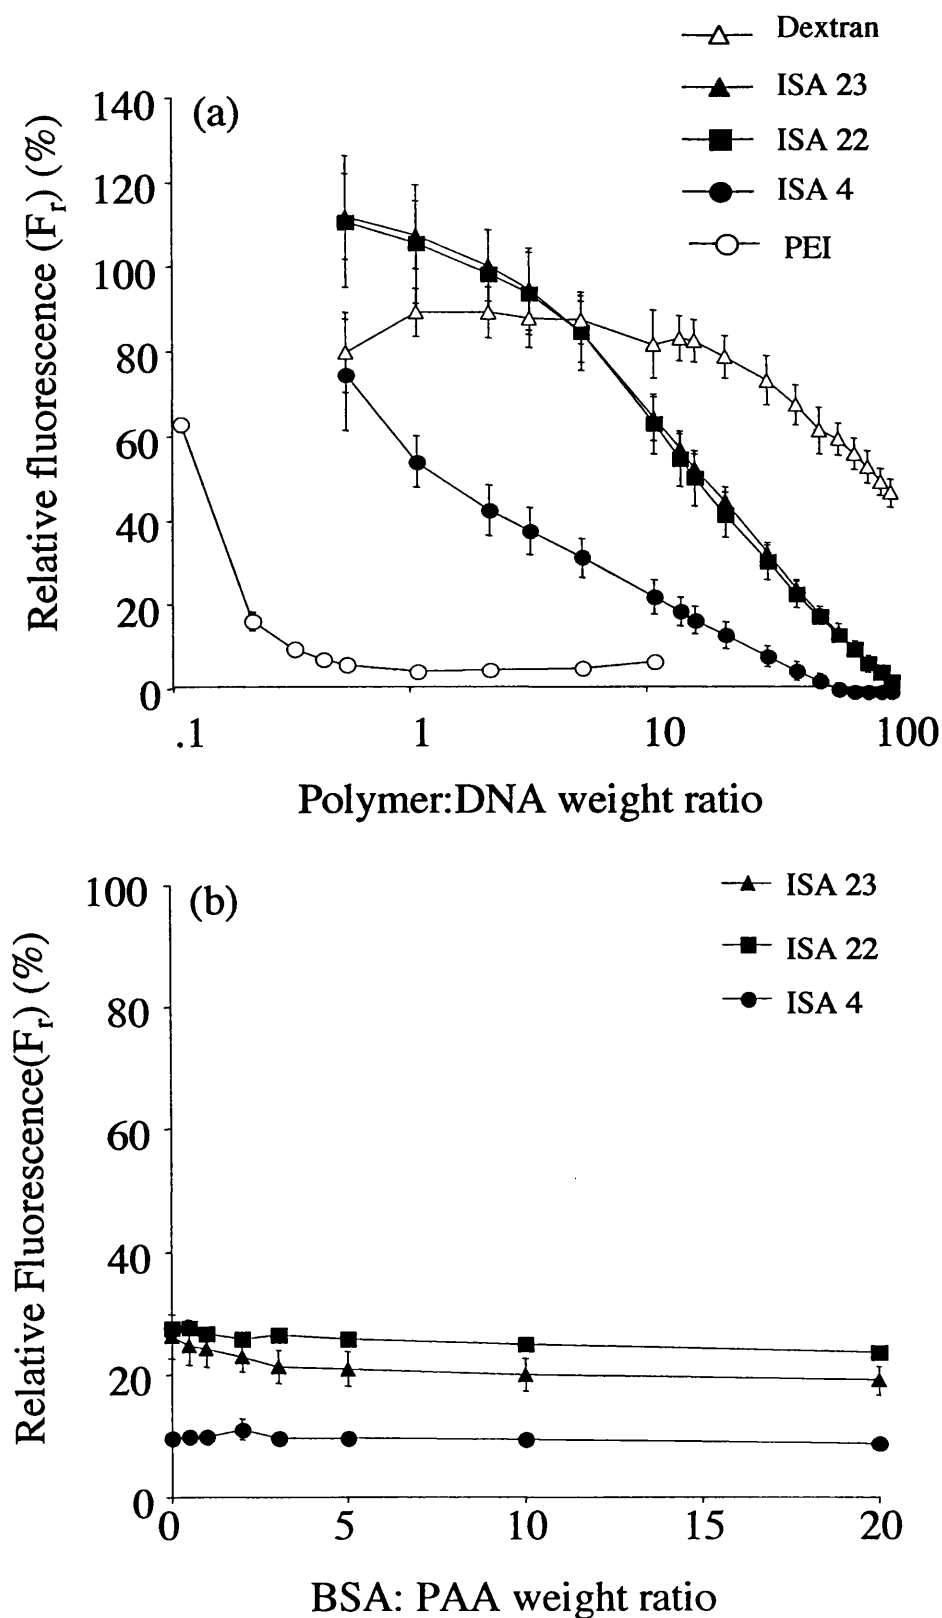 Dextran
ISA 23
ISA 22
ISA 4
PEI
(a)
140
120
100
80
60
40
20
0
Relative fluorescence (Fr) (%)
.1 1 10 100
Polymer:DNA weight ratio
ISA 23
ISA 22
ISA 4
(b)
100
80
60
40
20
0
Relative Fluorescence(Fr) (%)
0 5 10 15 20
BSA: PAA weight ratio